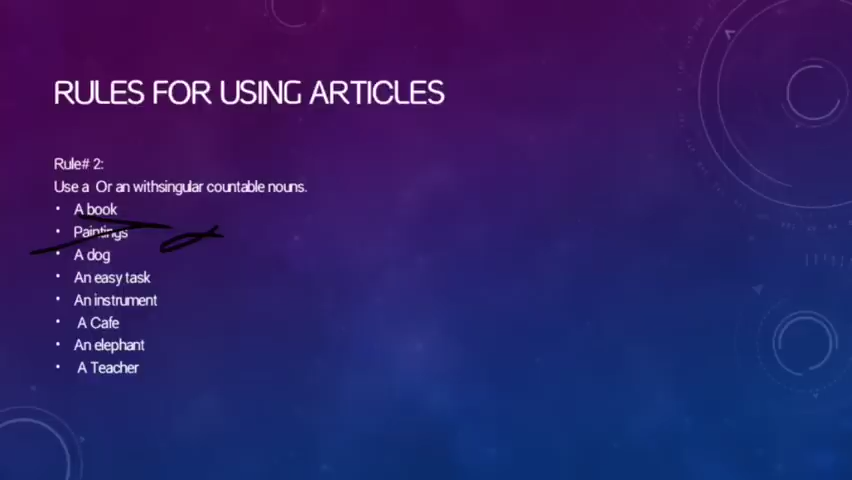 RULES FOR USING ARTICLES
Rule# 2:
Use a Or an withsingular countable nouns.
• A book
• Paintings
• A dog
• An easy task
• An instrument
• A Cafe
• An elephant
• A Teacher